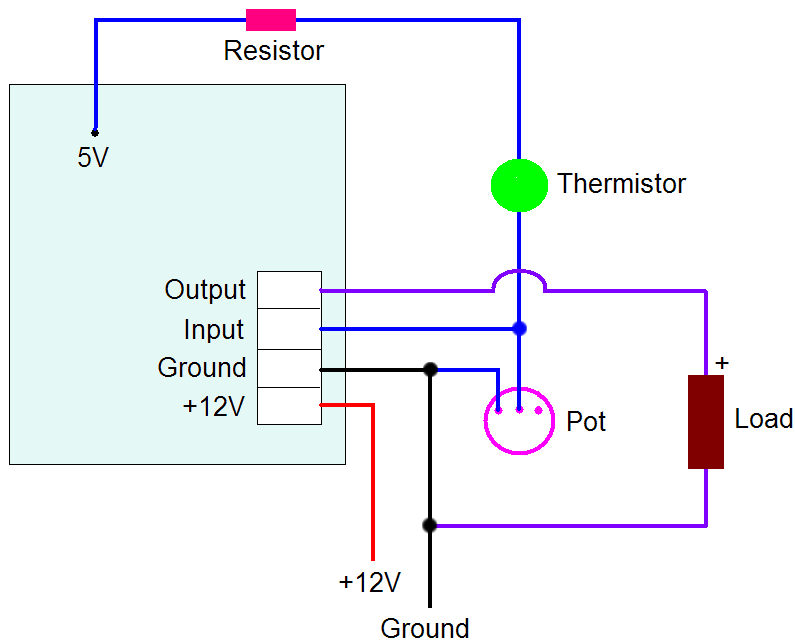 Resistor
5V
Thermistor
Output
Input
Ground
+12V
+
Pot
Load
+12V
Ground